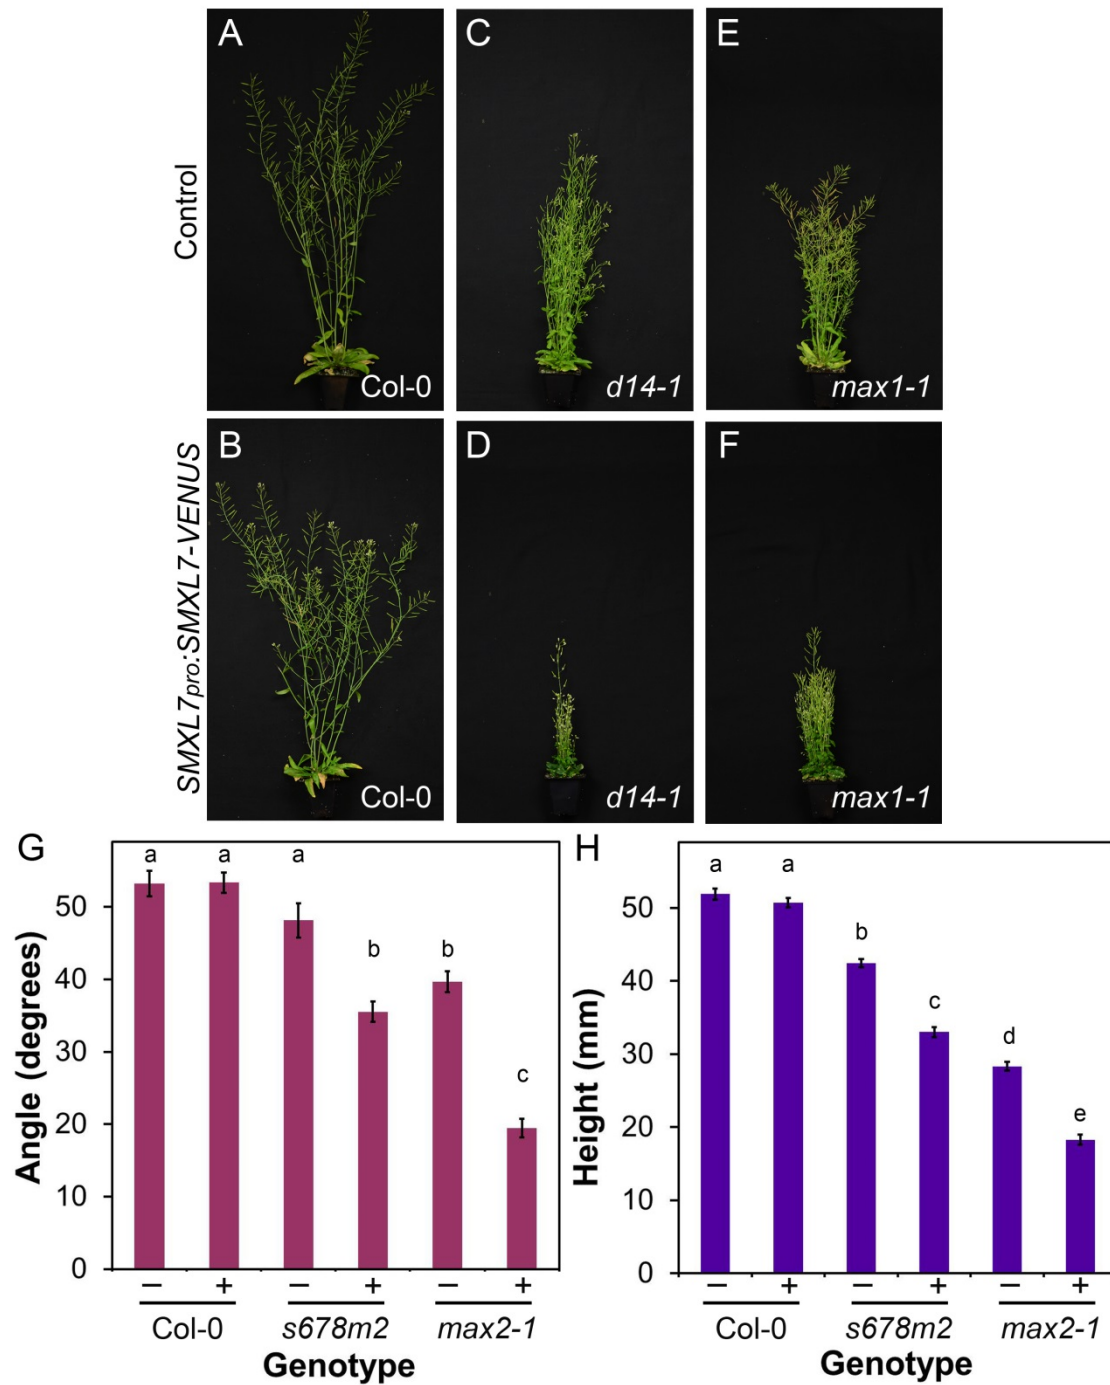 A
C
E
Control
Col-0
d14-1
max1-1
B
D
F
SMXL7pro:SMXL7-VENUS
Col-0
d14-1
max1-1
G
Angle (degrees)
50
40
30
20
10
0
a
a
a
b
b
c
– + – + – +
Col-0 s678m2 max2-1
Genotype
H
Height (mm)
50
40
30
20
10
0
a
a
b
c
d
e
– + – + – +
Col-0 s678m2 max2-1
Genotype